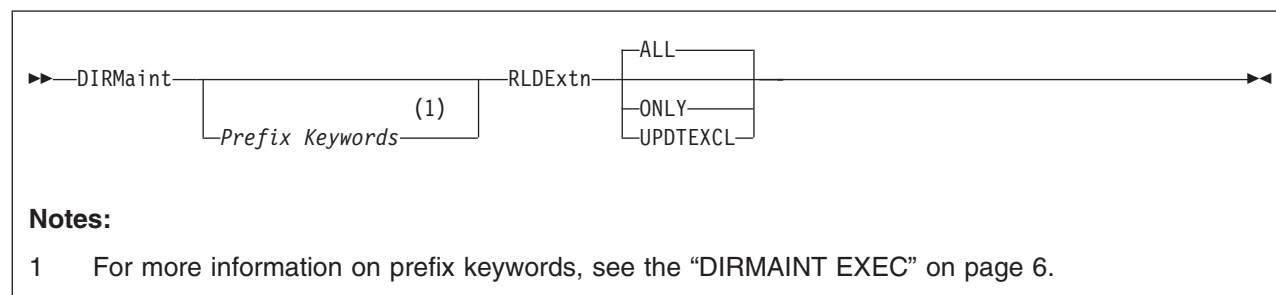 ALL
►►—DIRMaint—RLDExtn—►◄
(1)
ONLY
Prefix Keywords
UPDTEXCL
Notes:
1 For more information on prefix keywords, see the “DIRMAINT EXEC” on page 6.